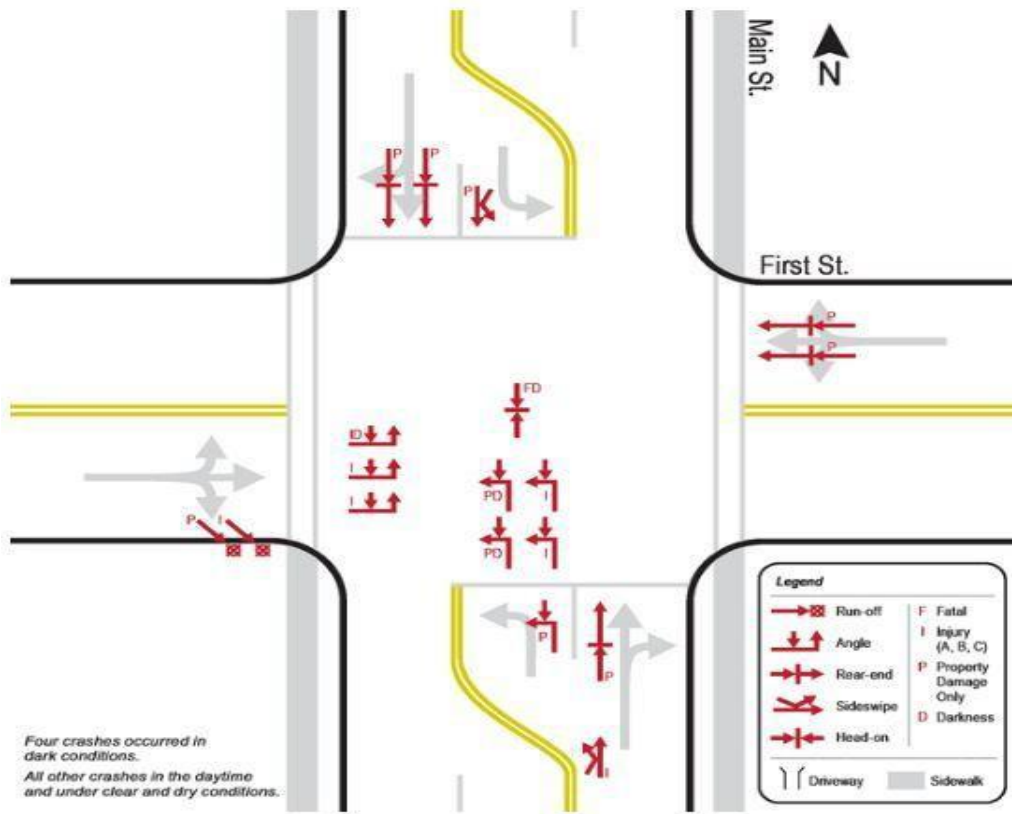 Main St.
N
P
P
P
First St.
P
P
FD
ID
I
I
PD
I
PD
I
P
I
P
P
I
Legend
Run-off
Angle
Rear-end
Sideswipe
Head-on
F Fatal
I Injury
(A, B, C)
P Property
Damage
Only
D Darkness
Driveway
Sidewalk
Four crashes occurred in
dark conditions.
All other crashes in the daytime
and under clear and dry conditions.